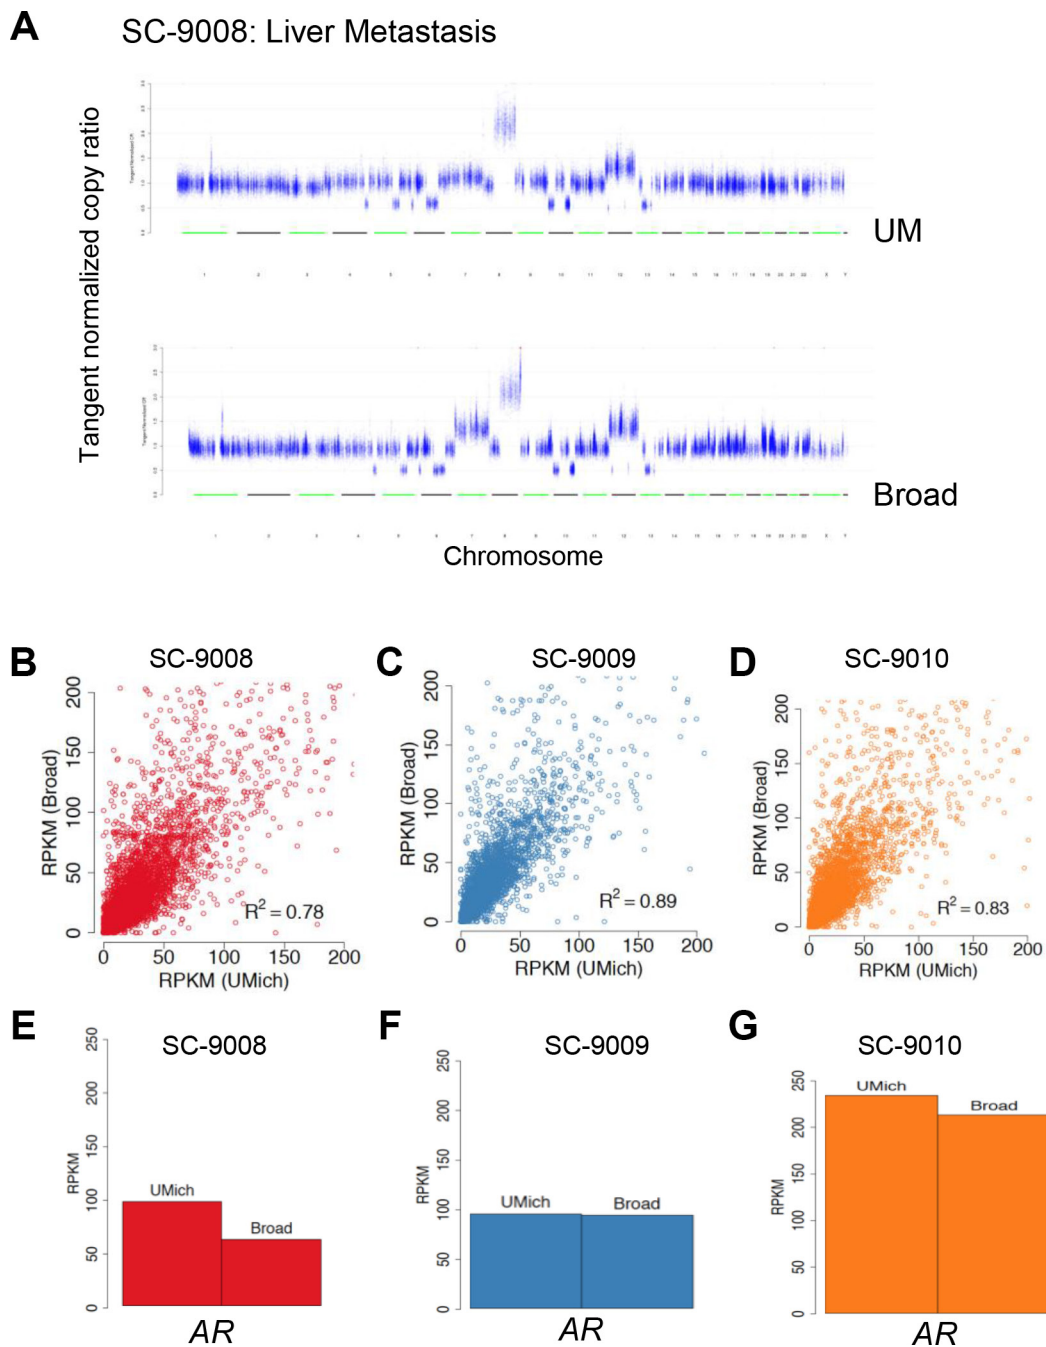 A
SC-9008: Liver Metastasis
Tangent normalized copy ratio
UM
Broad
Chromosome
B
SC-9008
RPKM (Broad)
0 50 100 150 200
R² = 0.78
0 50 100 150 200
RPKM (UMich)
C
SC-9009
RPKM (Broad)
0 50 100 150 200
R² = 0.89
0 50 100 150 200
RPKM (UMich)
D
SC-9010
RPKM (Broad)
0 50 100 150 200
R² = 0.83
0 50 100 150 200
RPKM (UMich)
E
SC-9008
RPKM
0 50 100 150 200 250
UMich
Broad
AR
F
SC-9009
RPKM
0 50 100 150 200 250
UMich
Broad
AR
G
SC-9010
RPKM
0 50 100 150 200 250
UMich
Broad
AR